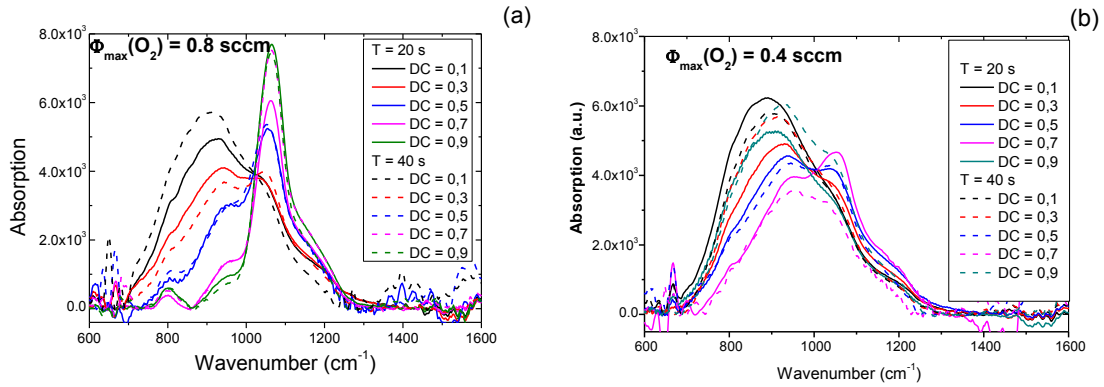 (a)
Φmax(O2) = 0.8 sccm
8.0x10³
6.0x10³
4.0x10³
2.0x10³
0.0
Absorption
600 800 1000 1200 1400 1600
Wavenumber (cm⁻¹)
T = 20 s
DC = 0,1
DC = 0,3
DC = 0,5
DC = 0,7
DC = 0,9
T = 40 s
DC = 0,1
DC = 0,3
DC = 0,5
DC = 0,7
DC = 0,9
(b)
Φmax(O2) = 0.4 sccm
8.0x10³
6.0x10³
4.0x10³
2.0x10³
0.0
Absorption (a.u.)
600 800 1000 1200 1400 1600
Wavenumber (cm⁻¹)
T = 20 s
DC = 0,1
DC = 0,3
DC = 0,5
DC = 0,7
DC = 0,9
T = 40 s
DC = 0,1
DC = 0,3
DC = 0,5
DC = 0,7
DC = 0,9